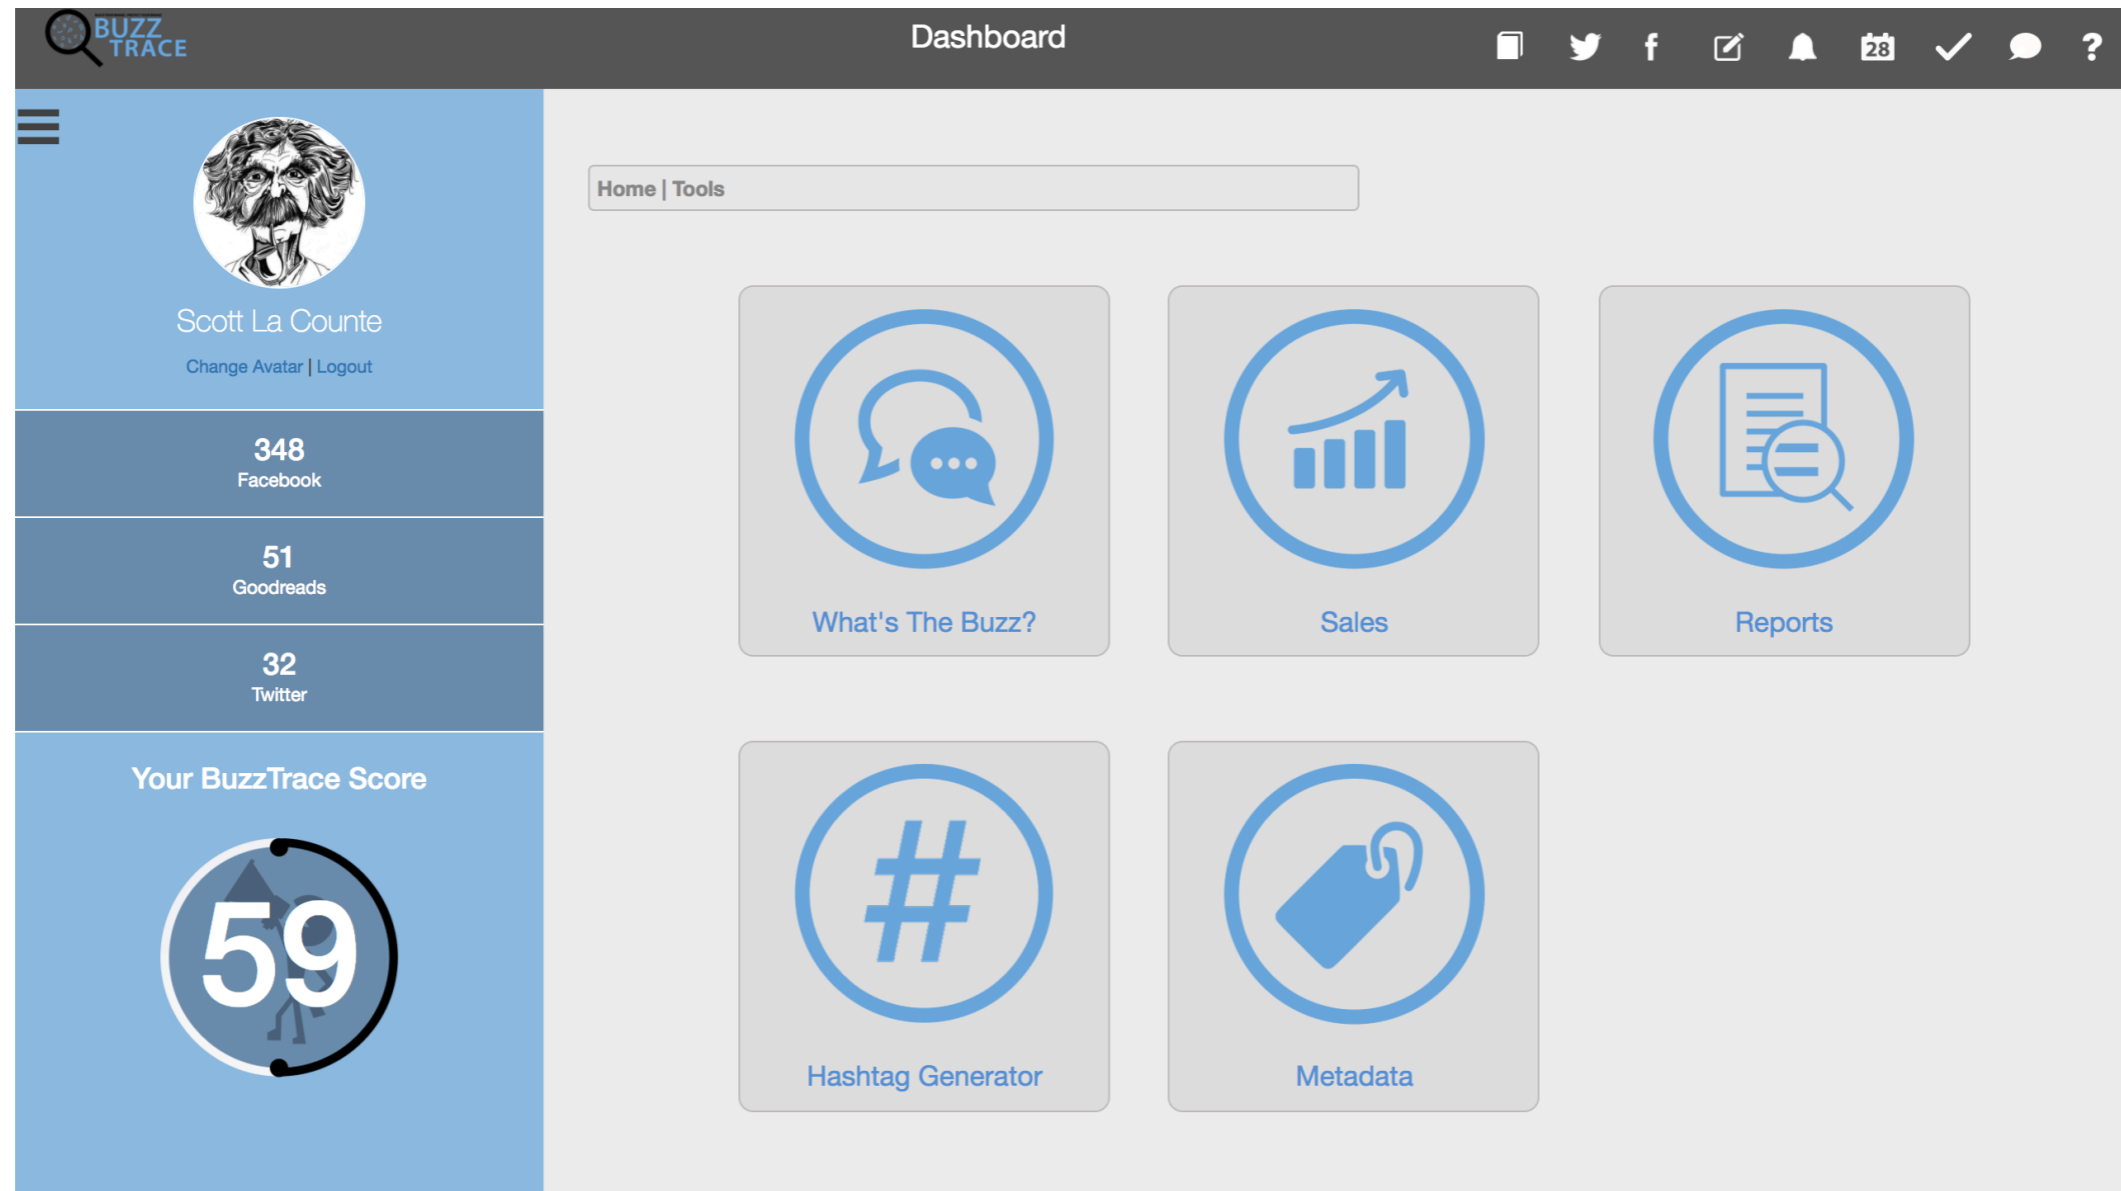 BUZZ
TRACE
Dashboard
f
28
?
Home | Tools
Scott La Counte
Change Avatar | Logout
348
Facebook
51
Goodreads
32
Twitter
Your BuzzTrace Score
59
What's The Buzz?
Sales
Reports
#
Hashtag Generator
Metadata